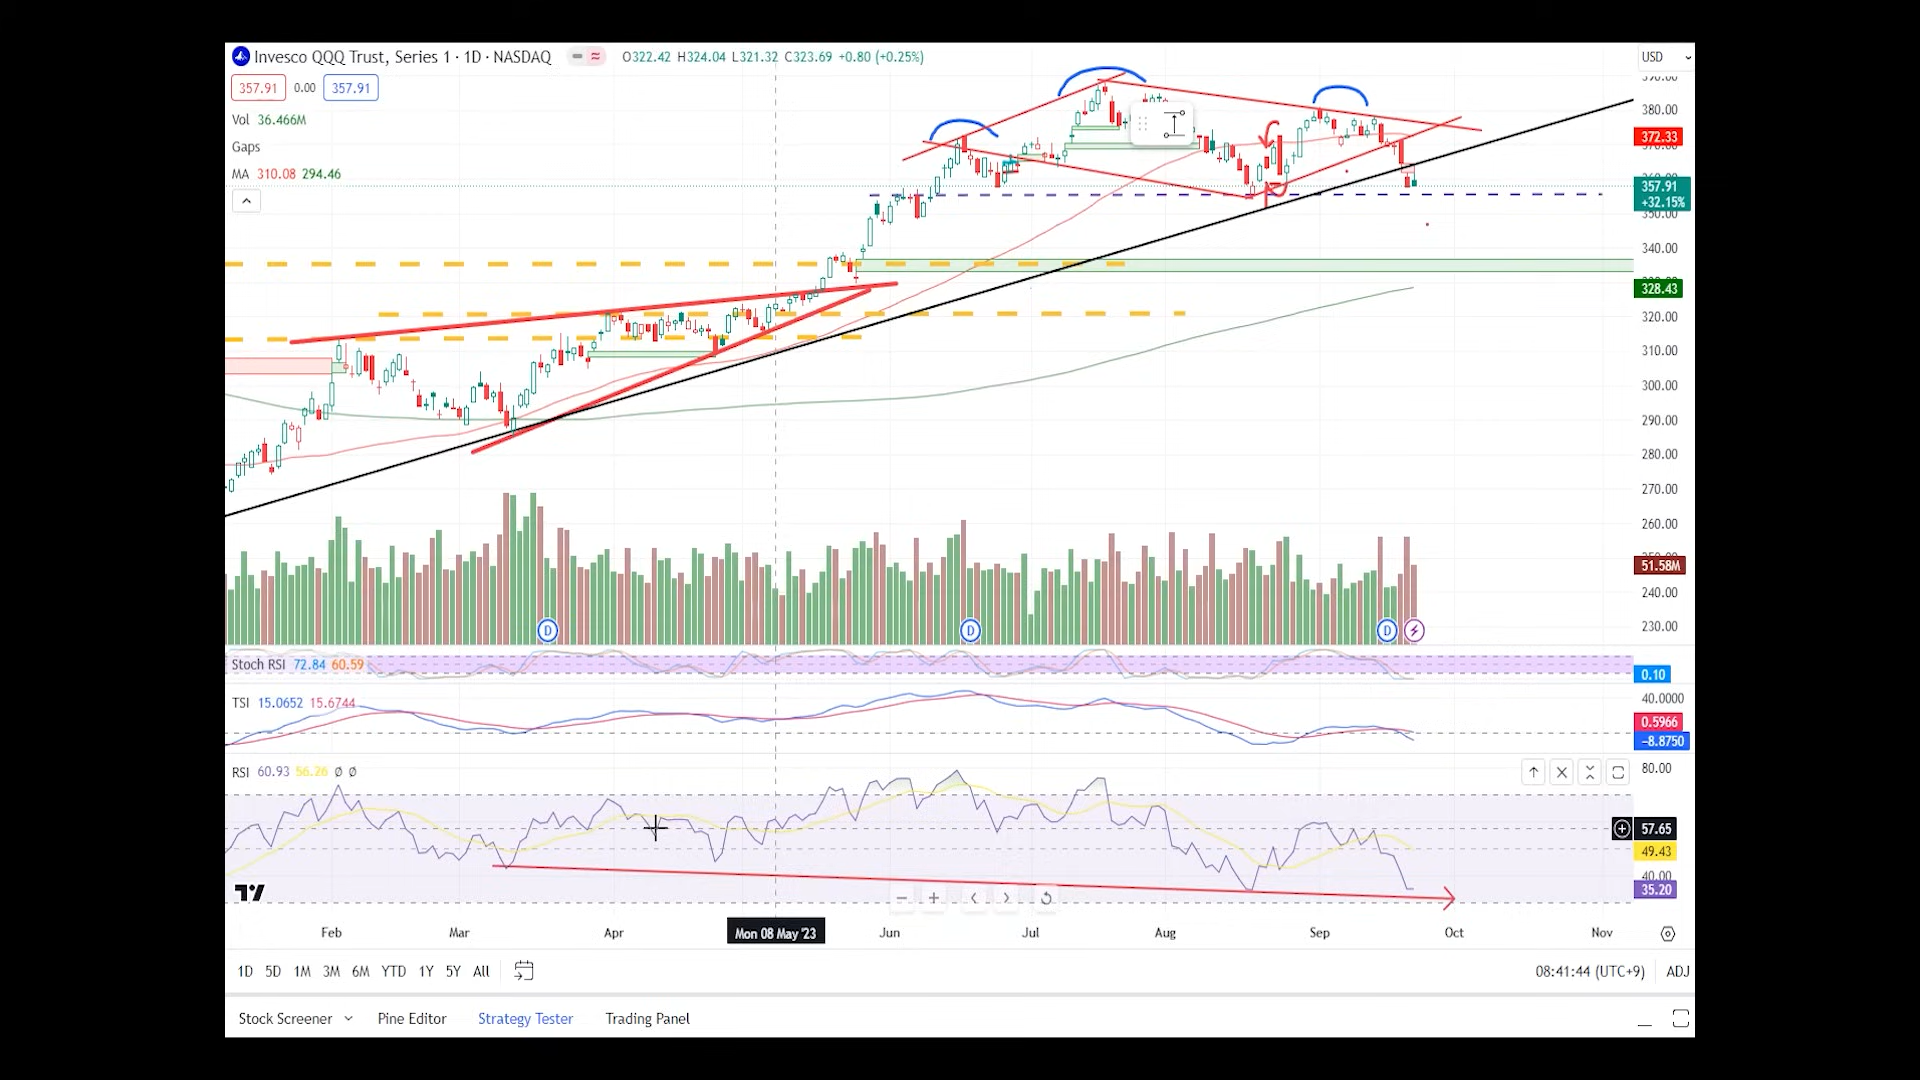 Invesco QQQ Trust, Series 1 · 1D · NASDAQ O322.42 H324.04 L321.32 C323.69 +0.80 (+0.25%) USD
357.91 0.00 357.91
Vol 36.466M
Gaps
MA 310.08 294.46
380.00
372.33
357.91
+32.15%
350.00
340.00
328.43
320.00
310.00
300.00
290.00
280.00
270.00
260.00
51.58M
240.00
230.00
D D D
Stoch RSI 72.84 60.59
0.10
TSI 15.0652 15.6744
40.0000
0.5966
−8.8750
RSI 60.93 56.26 Ø Ø
80.00
57.65
49.43
40.00
35.20
Feb Mar Apr Mon 08 May '23 Jun Jul Aug Sep Oct Nov
1D 5D 1M 3M 6M YTD 1Y 5Y All 08:41:44 (UTC+9) ADJ
Stock Screener Pine Editor Strategy Tester Trading Panel